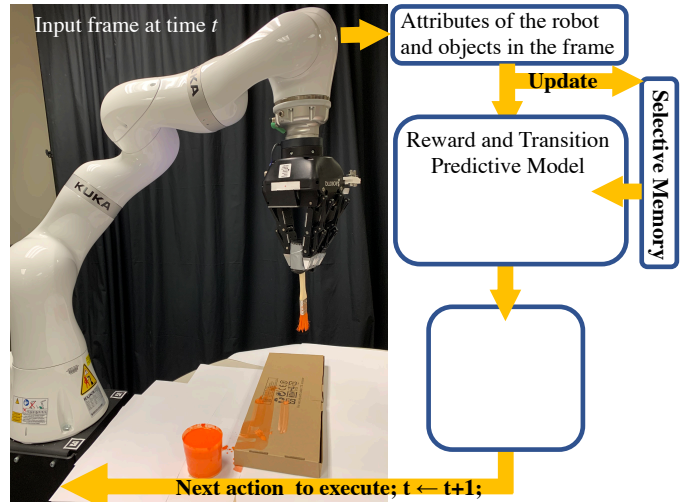 Input frame at time t
Attributes of the robot
and objects in the frame
Update
Selective Memory
Reward and Transition
Predictive Model
KUKA
KUKA
Next action to execute; t ← t+1;